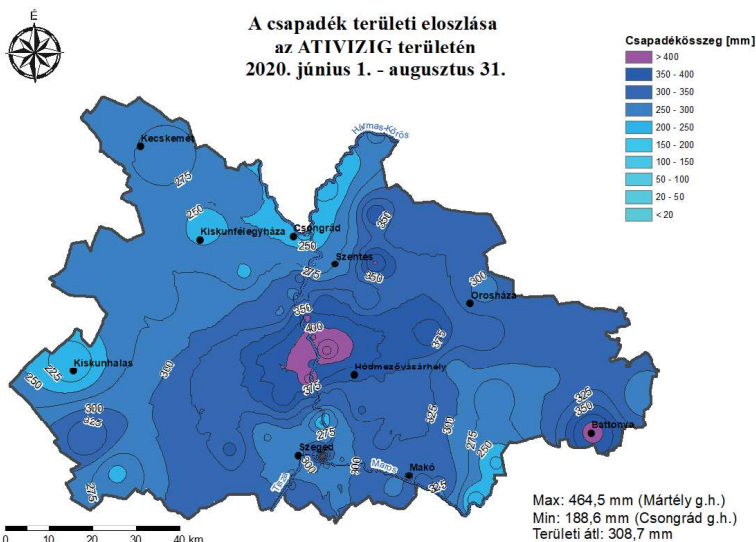 É
A csapadék területi eloszlása
az ATIVIZIG területén
2020. június 1. - augusztus 31.
Csapadékösszeg [mm]
> 400
350 - 400
300 - 350
250 - 300
200 - 250
150 - 200
100 - 150
50 - 100
20 - 50
< 20
Hármas-Körös
Kecskemét
275
250
Kiskunfélegyháza
Csongrád
250
350
Szentes
275
350
300
Orosháza
350
400
375
Kiskunhalas
225
250
300
Hódmezővásárhely
375
300
325
325
300
325
350
275
Battonya
275
250
Szeged
300
300
Maros
Makó
325
Tisza
275
Max: 464,5 mm (Mártély g.h.)
Min: 188,6 mm (Csongrád g.h.)
Területi átl: 308,7 mm
0 5 10 20 30 40 km